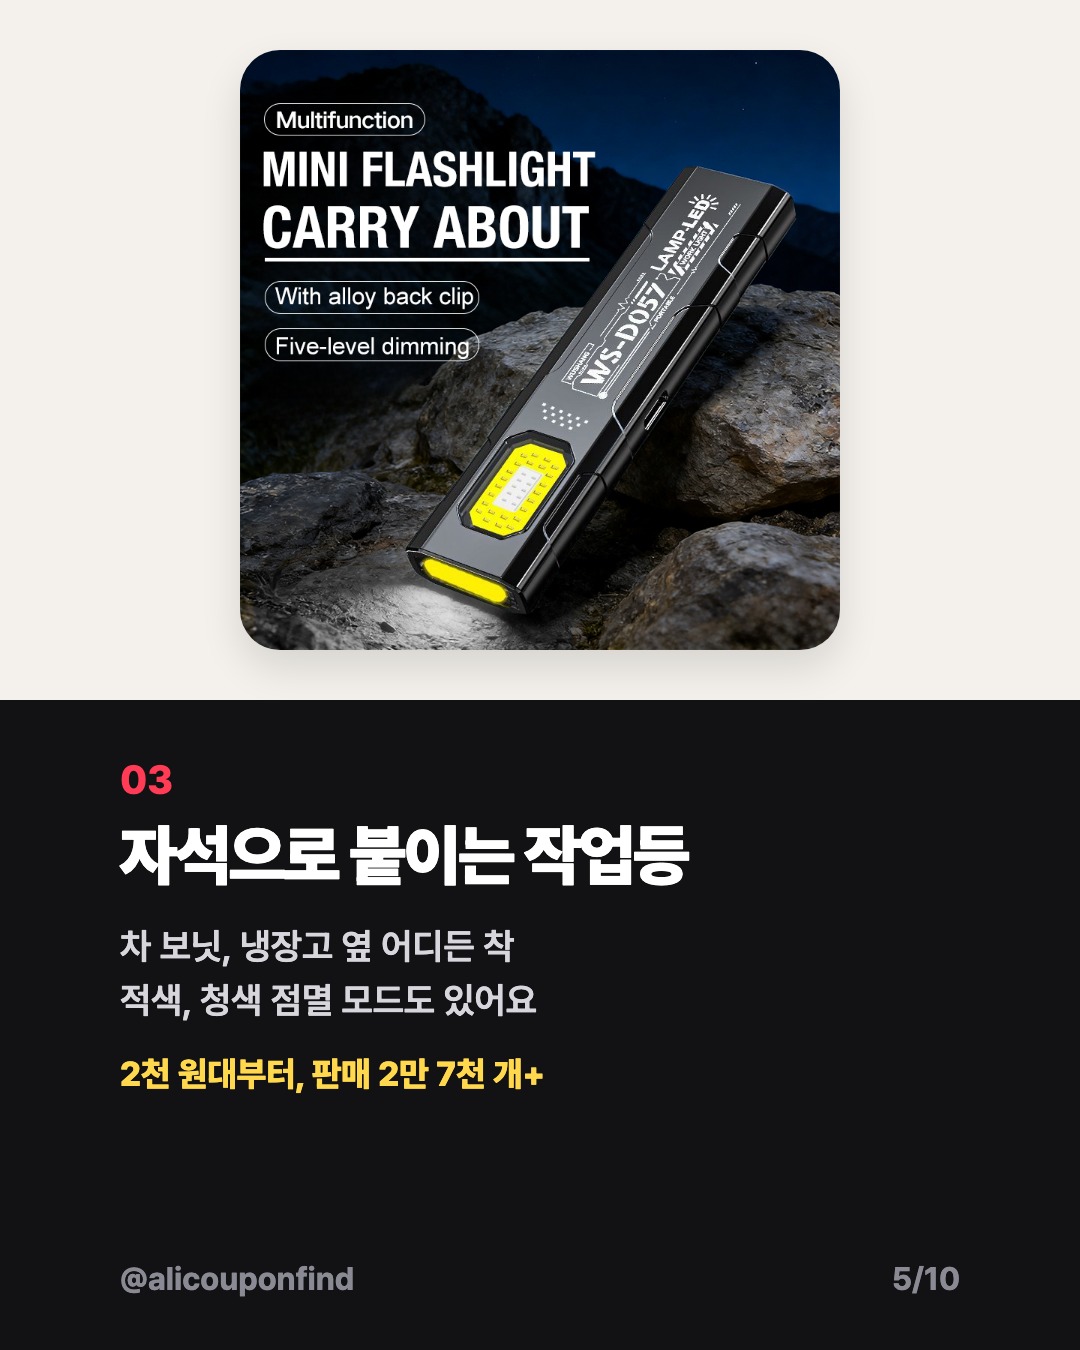 Multifunction
MINI FLASHLIGHT
CARRY ABOUT
With alloy back clip
Five-level dimming
LAMP-LED
WORK LIGHT
WS-D057
PORTABLE
03
자석으로 붙이는 작업등
차 보닛, 냉장고 옆 어디든 착
적색, 청색 점멸 모드도 있어요
2천 원대부터, 판매 2만 7천 개+
@alicouponfind
5/10